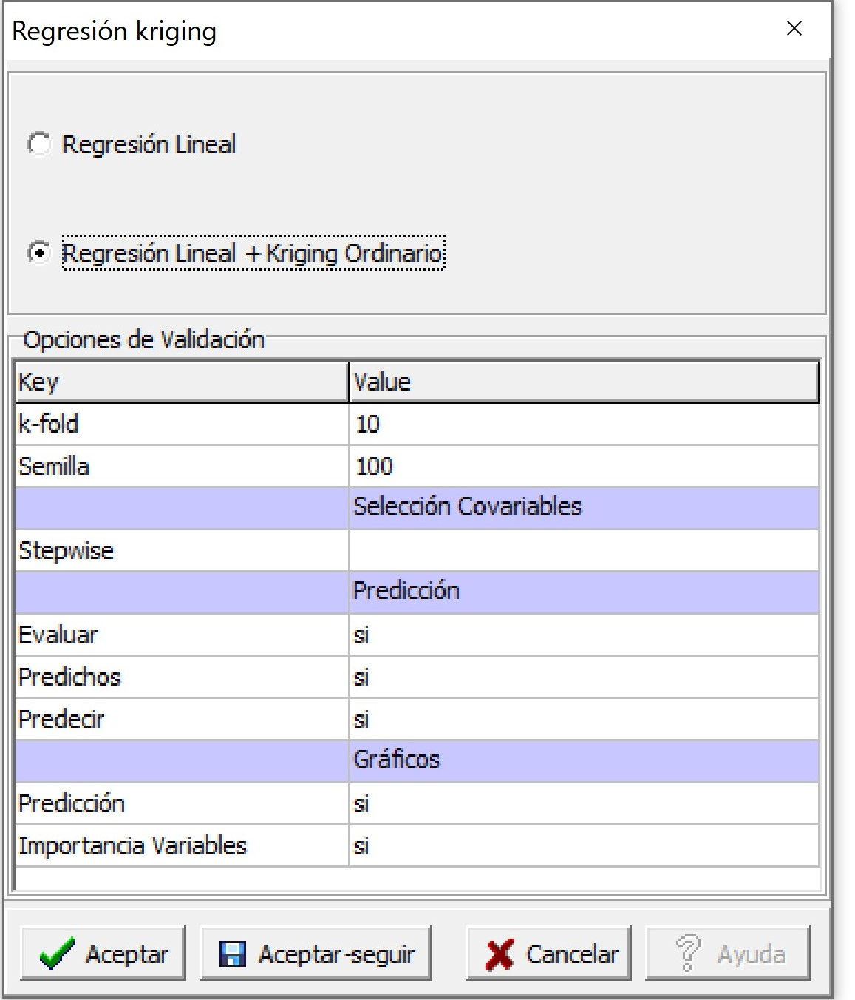 Regresión kriging
Regresión Lineal
Regresión Lineal + Kriging Ordinario
Opciones de Validación
Key Value
k-fold 10
Semilla 100
Selección Covariables
Stepwise
Predicción
Evaluar si
Predichos si
Predecir si
Gráficos
Predicción si
Importancia Variables si
Aceptar Aceptar-seguir Cancelar Ayuda